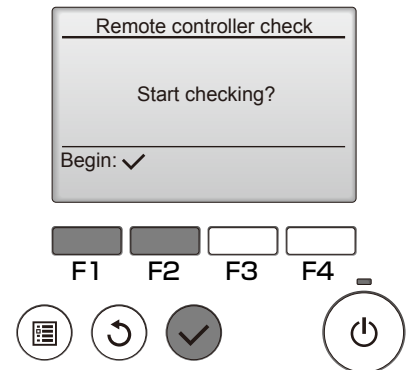 Remote controller check
Start checking?
Begin: ✓
F1 F2 F3 F4